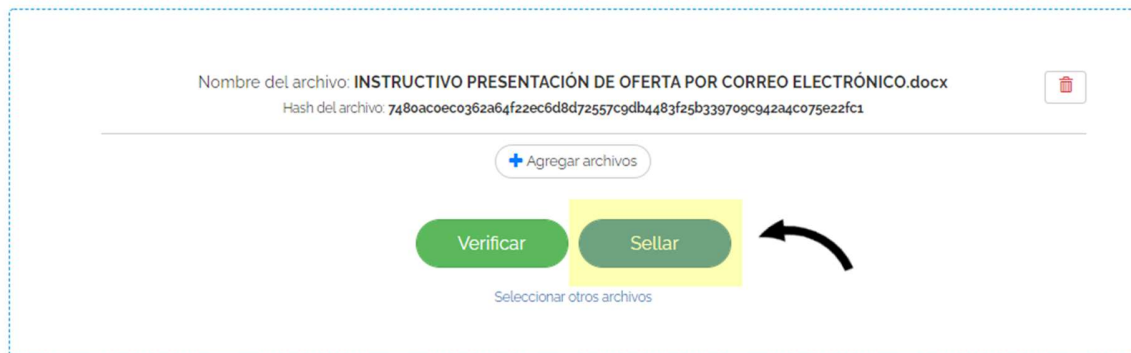 Nombre del archivo: INSTRUCTIVO PRESENTACIÓN DE OFERTA POR CORREO ELECTRÓNICO.docx
Hash del archivo: 7480ac0ec0362a64f22ec6d8d72557c9db4483f25b339709c942a4c075e22fc1
Agregar archivos
Verificar Sellar
Seleccionar otros archivos